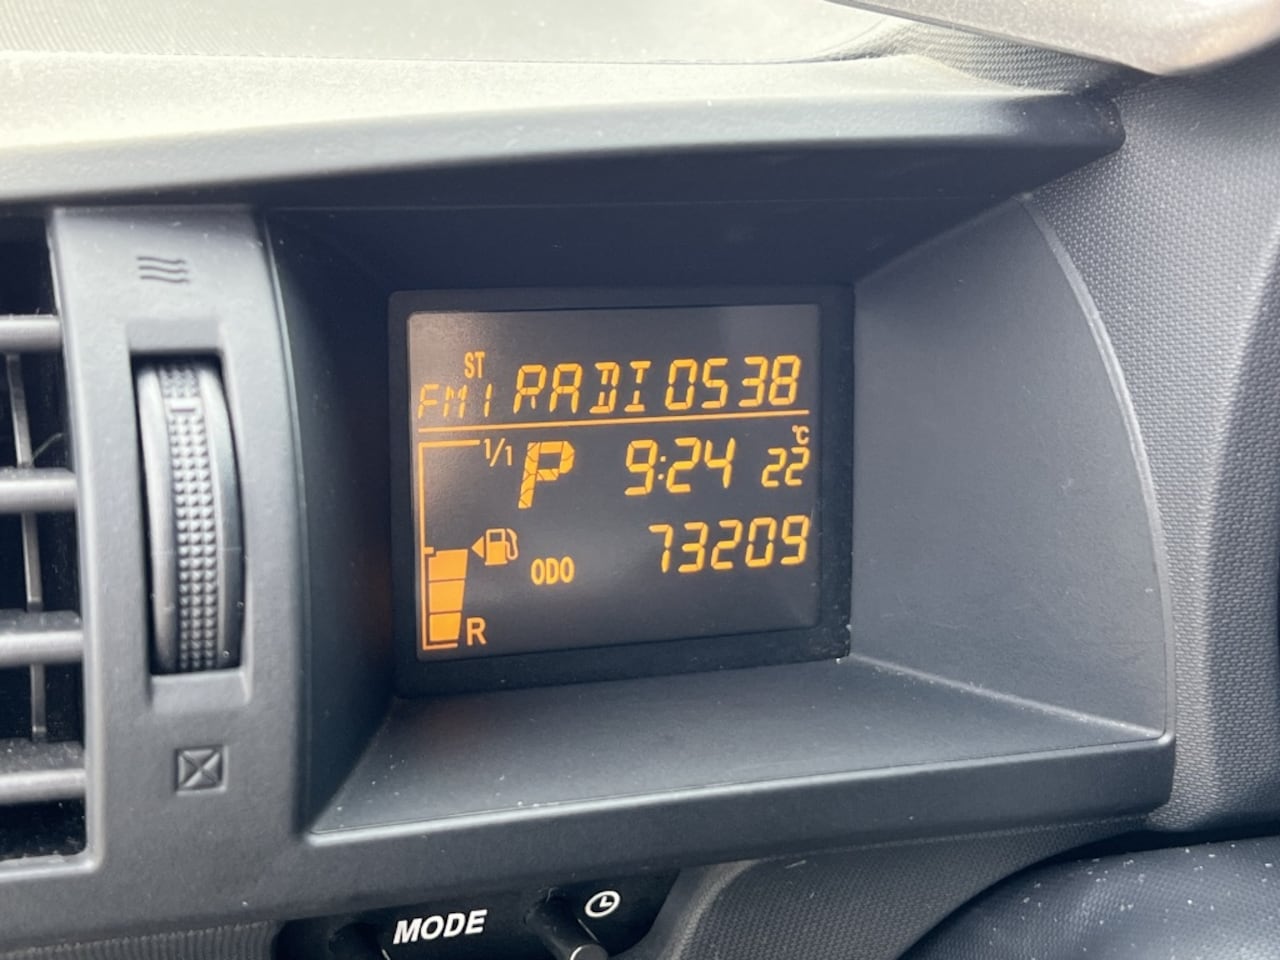 ST
FM1 RADIO538
1/1 P 9:24 22 °C
ODO 73209
R
MODE